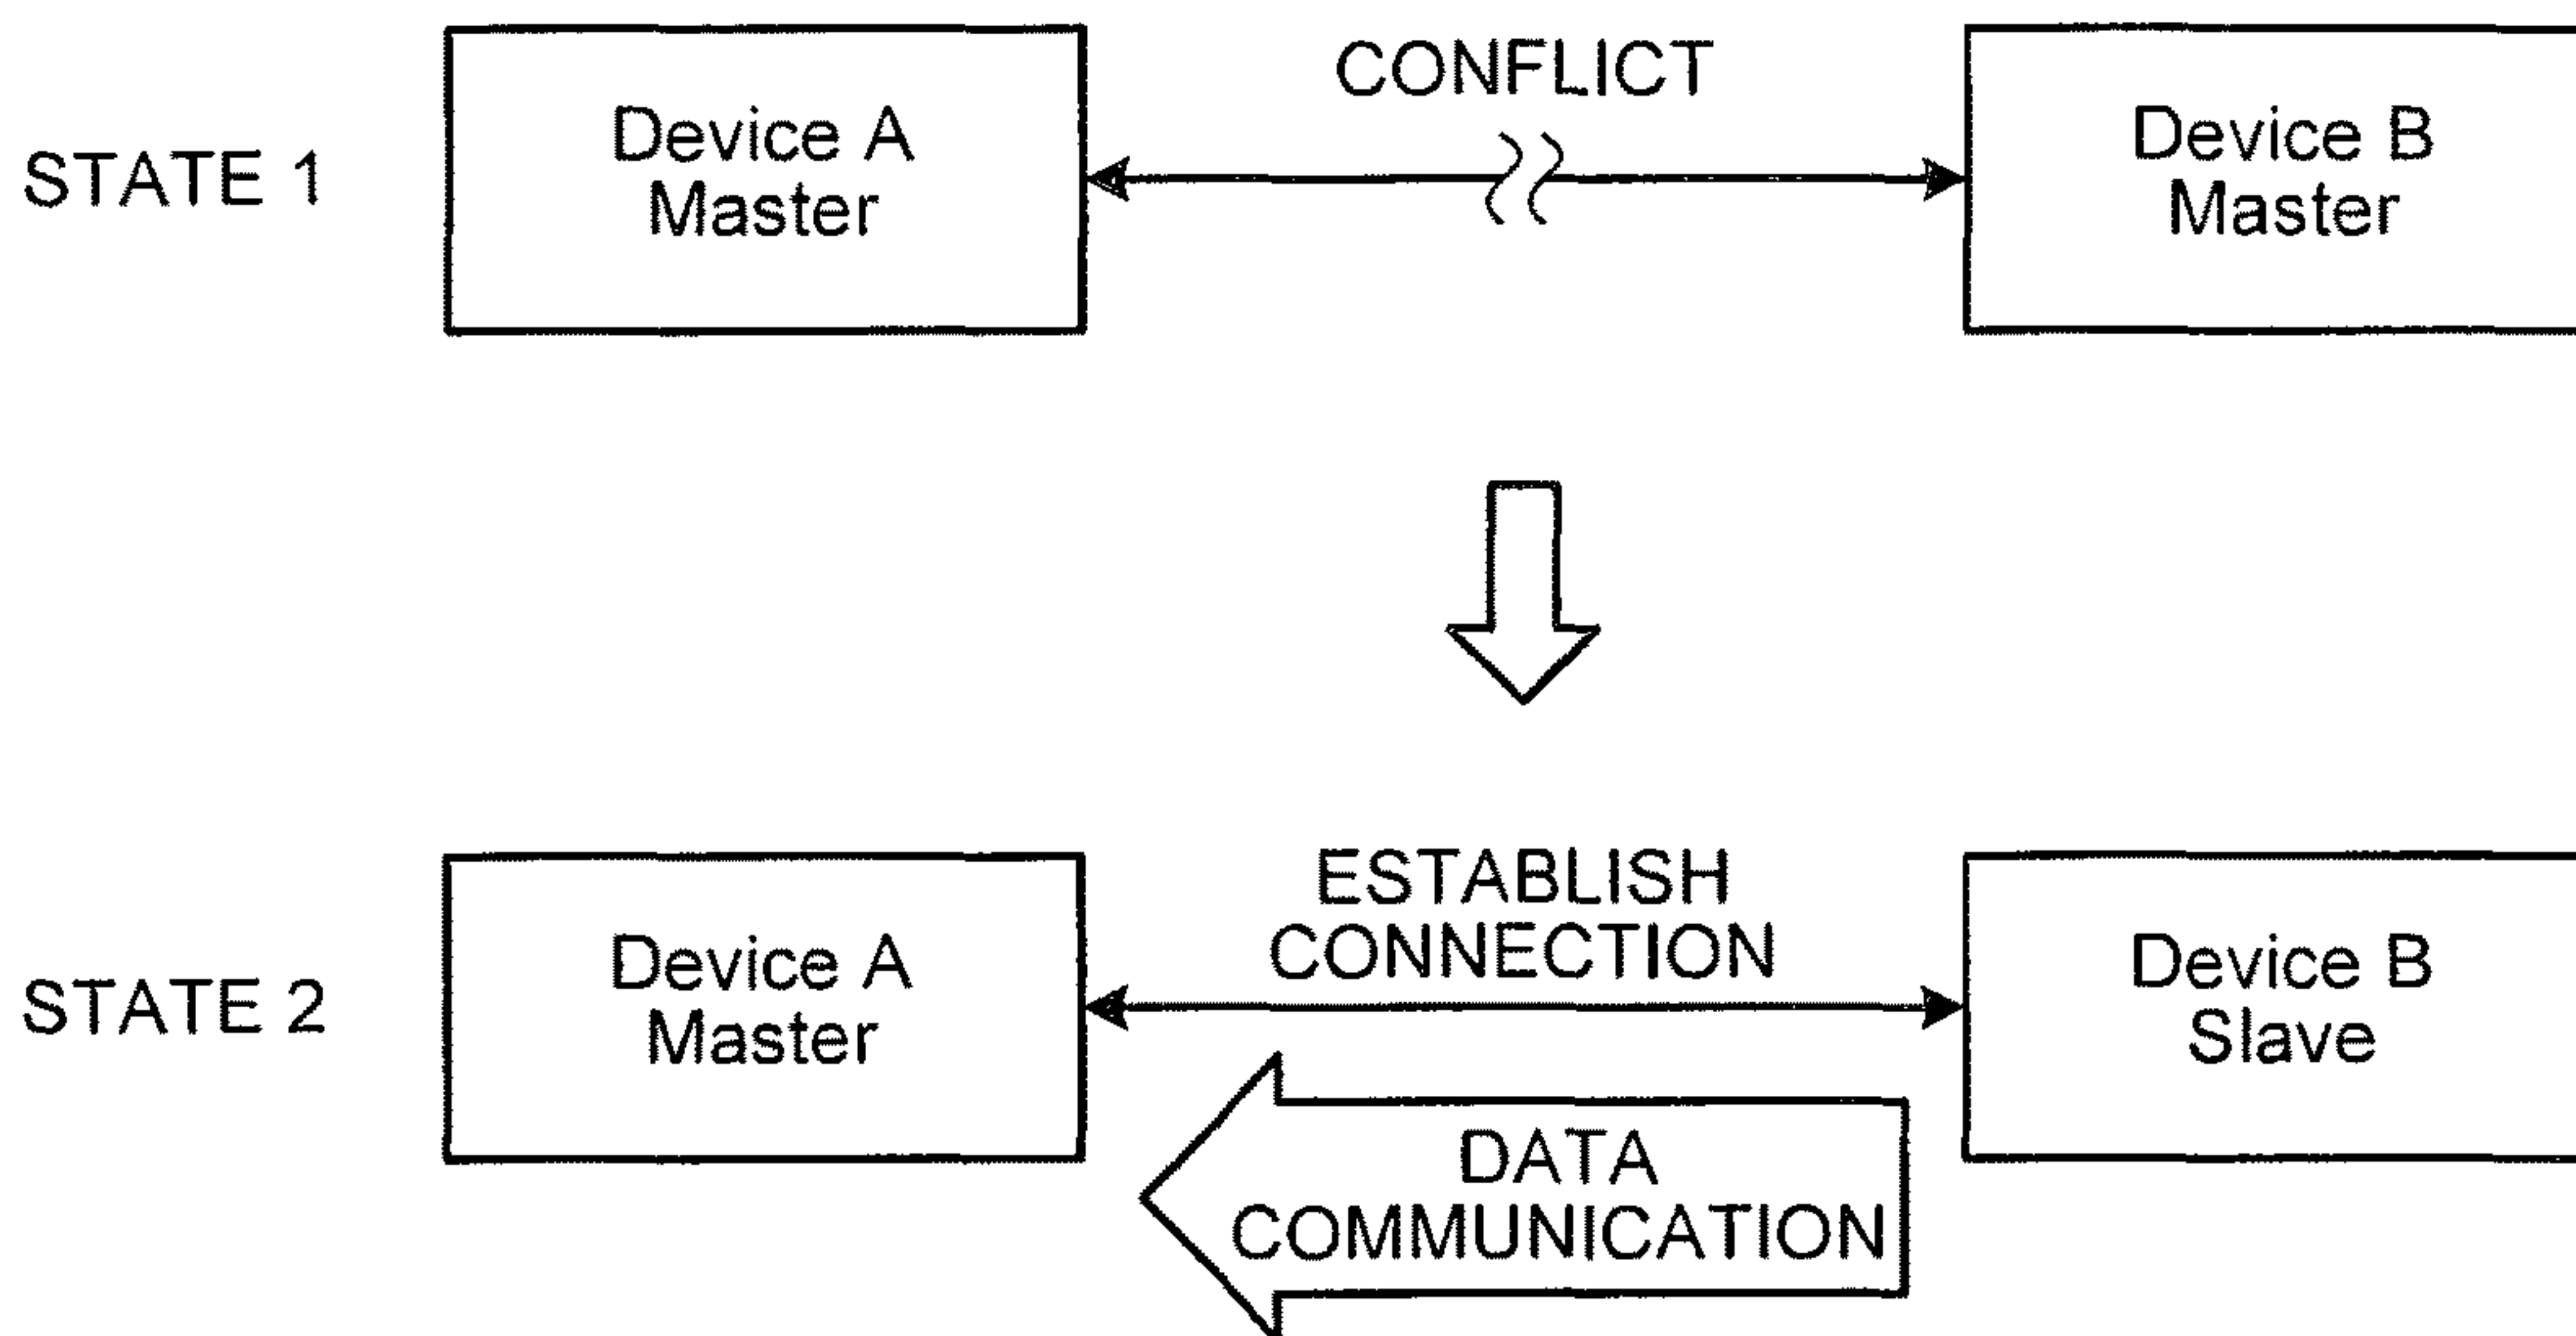 STATE 1
Device A
Master
CONFLICT
Device B
Master
STATE 2
Device A
Master
ESTABLISH
CONNECTION
Device B
Slave
DATA
COMMUNICATION